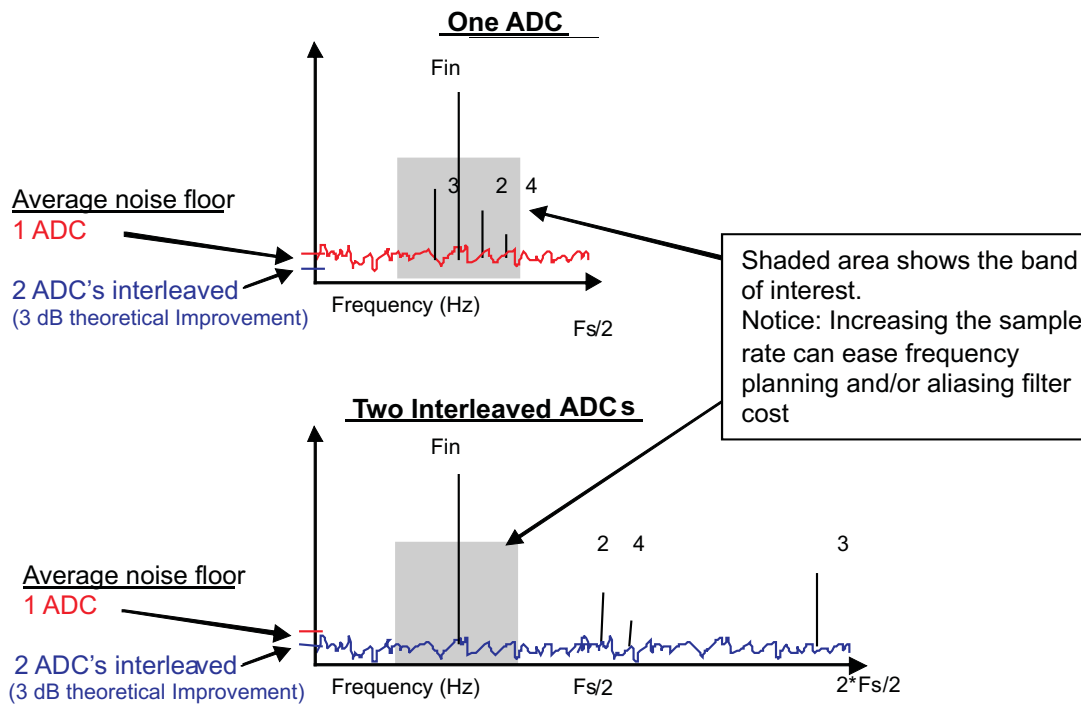 One ADC
Fin
3 2 4
Average noise floor
1 ADC
2 ADC's interleaved
(3 dB theoretical Improvement)
Frequency (Hz)
Fs/2
Shaded area shows the band
of interest.
Notice: Increasing the sample
rate can ease frequency
planning and/or aliasing filter
cost
Two Interleaved ADCs
Fin
2 4 3
Average noise floor
1 ADC
2 ADC's interleaved
(3 dB theoretical Improvement)
Frequency (Hz)
Fs/2
2*Fs/2